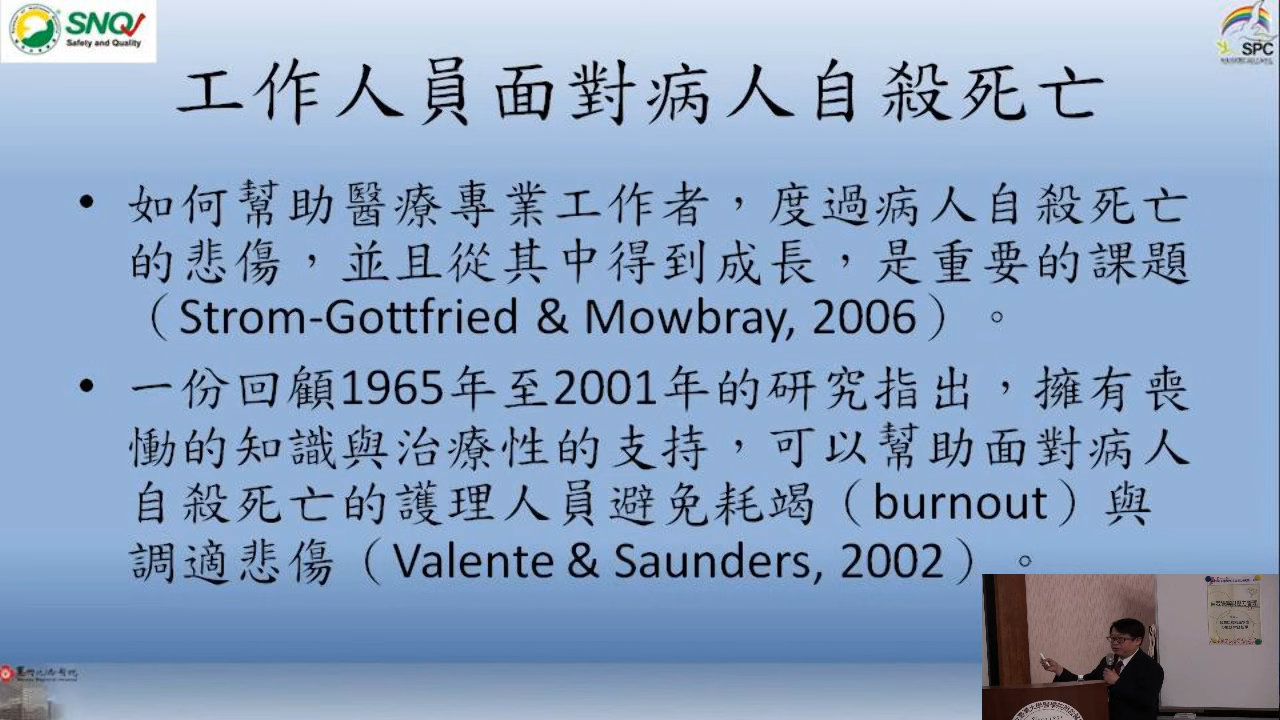 SNQ
Safety and Quality
SPC
工作人員面對病人自殺死亡
• 如何幫助醫療專業工作者，度過病人自殺死亡
的悲傷，並且從其中得到成長，是重要的課題
（Strom-Gottfried & Mowbray, 2006）。
• 一份回顧1965年至2001年的研究指出，擁有喪
慟的知識與治療性的支持，可以幫助面對病人
自殺死亡的護理人員避免耗竭（burnout）與
調適悲傷（Valente & Saunders, 2002）。